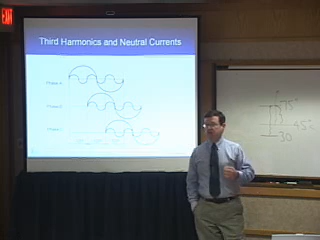 EXIT
Third Harmonics and Neutral Currents
Phase A
Phase B
Phase C
75°
45°
30